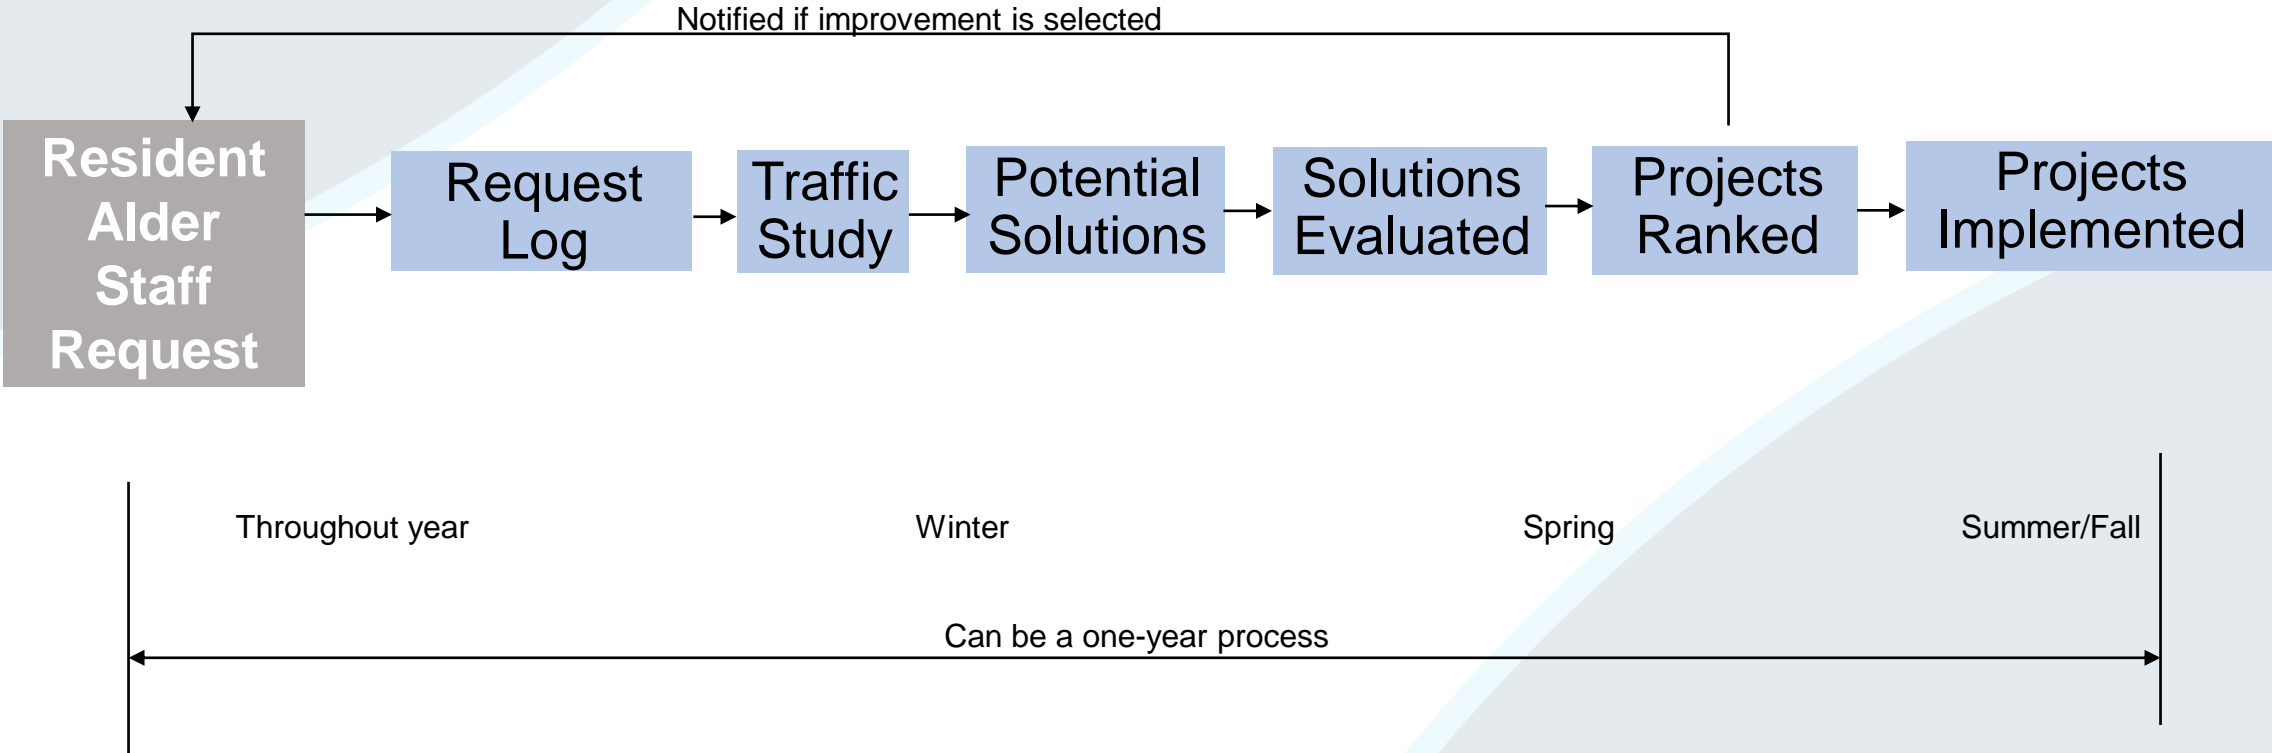 Notified if improvement is selected
Resident
Alder
Staff
Request
Request
Log
Traffic
Study
Potential
Solutions
Solutions
Evaluated
Projects
Ranked
Projects
Implemented
Throughout year
Winter
Spring
Summer/Fall
Can be a one-year process